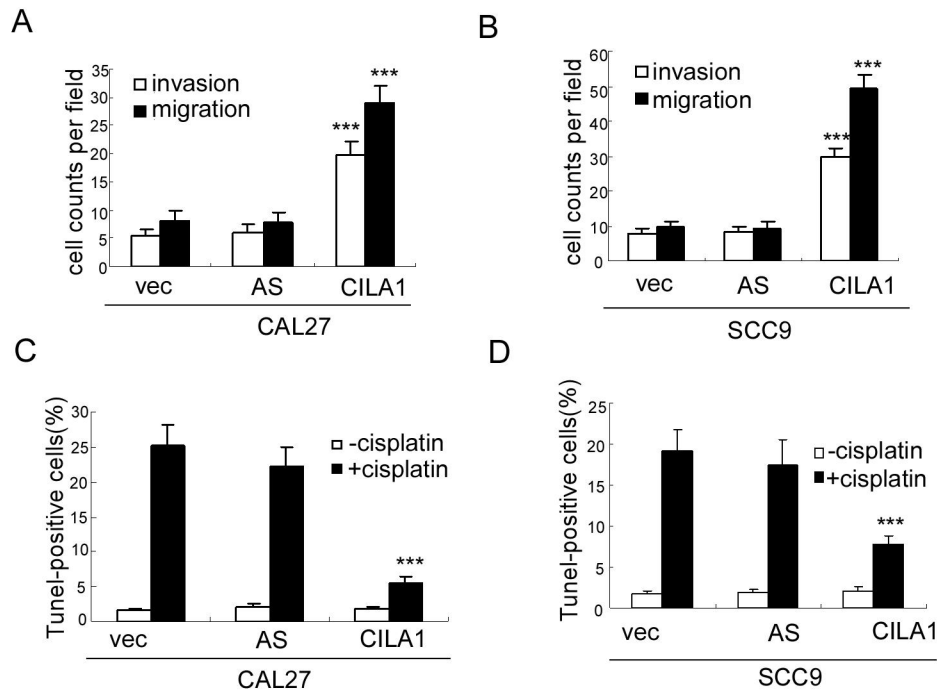 A
cell counts per field
35
30
25
20
15
10
5
0
invasion
migration
***
***
vec AS CILA1
CAL27
B
cell counts per field
60
50
40
30
20
10
0
invasion
migration
***
***
vec AS CILA1
SCC9
C
Tunel-positive cells(%)
30
25
20
15
10
5
0
-cisplatin
+cisplatin
***
vec AS CILA1
CAL27
D
Tunel-positive cells(%)
25
20
15
10
5
0
-cisplatin
+cisplatin
***
vec AS CILA1
SCC9